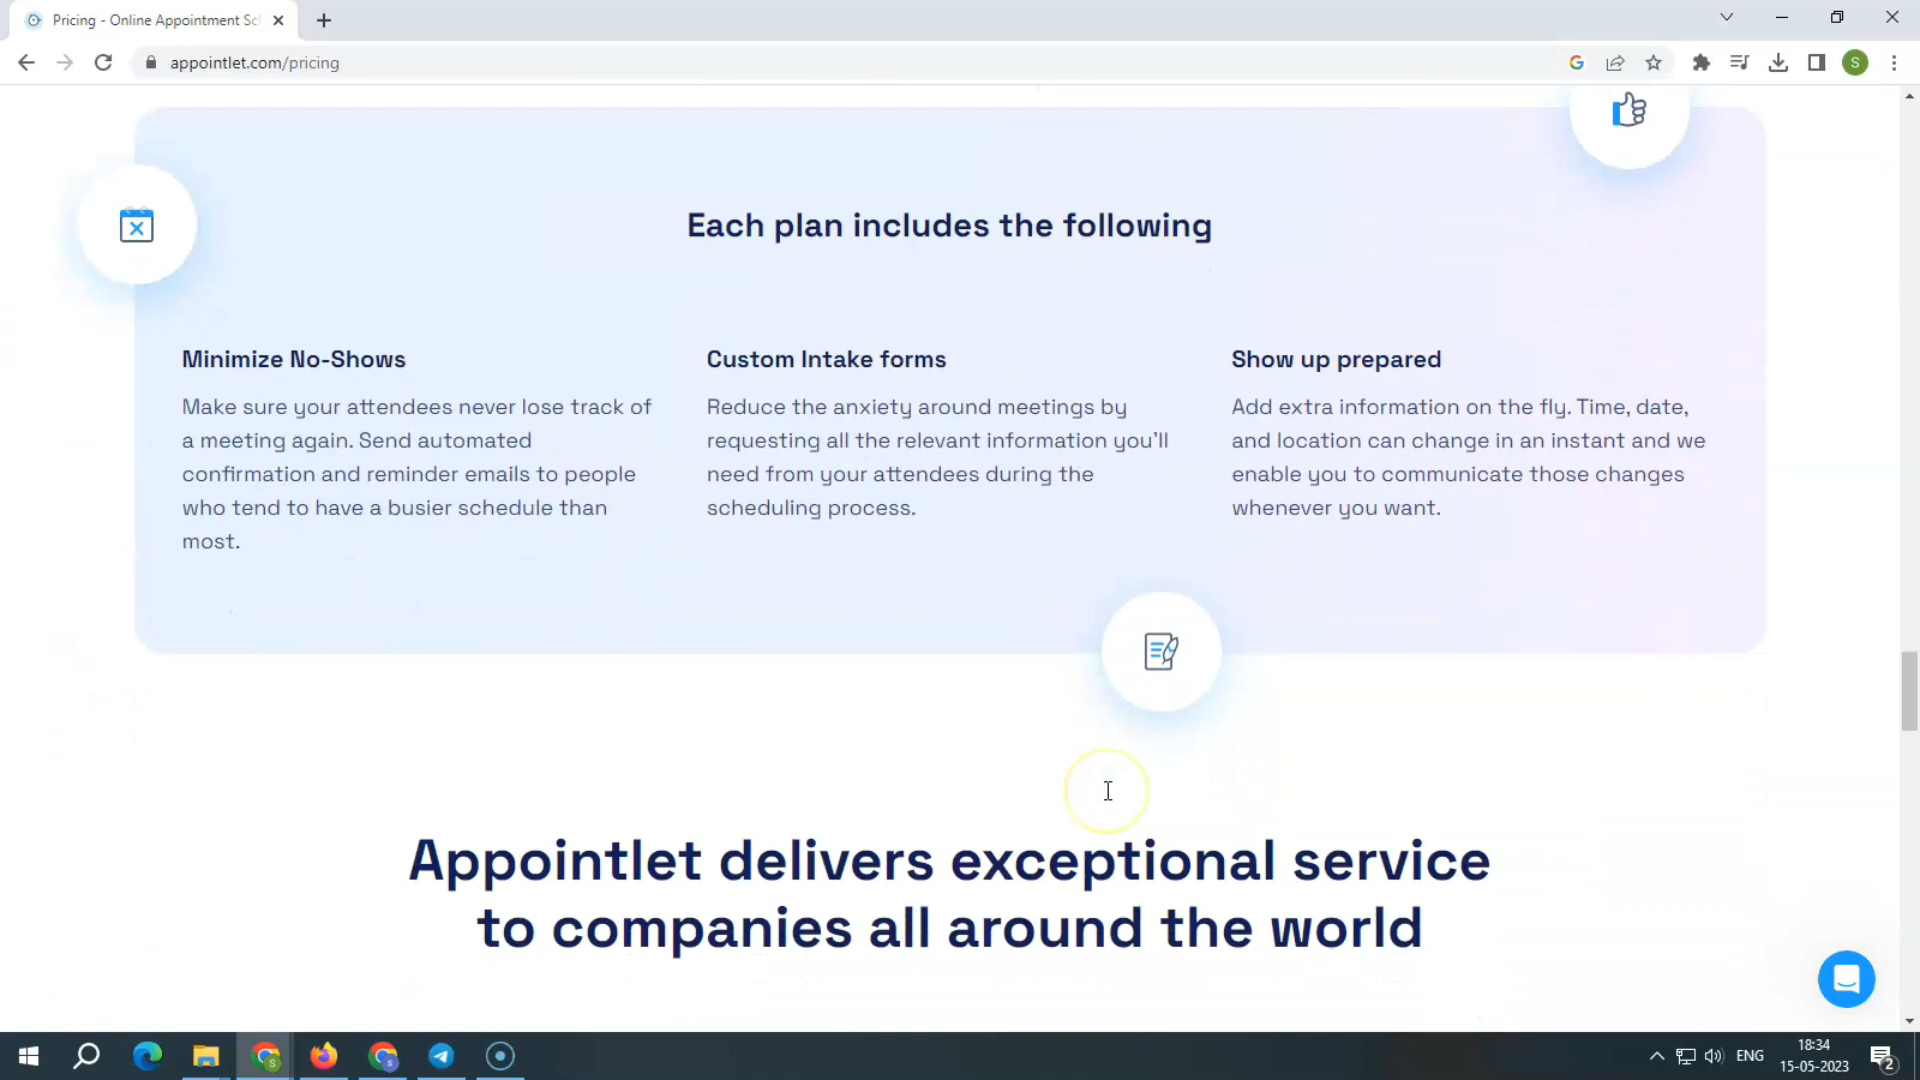 Pricing - Online Appointment Sc
appointlet.com/pricing
S
Each plan includes the following
Minimize No-Shows
Make sure your attendees never lose track of
a meeting again. Send automated
confirmation and reminder emails to people
who tend to have a busier schedule than
most.
Custom Intake forms
Reduce the anxiety around meetings by
requesting all the relevant information you'll
need from your attendees during the
scheduling process.
Show up prepared
Add extra information on the fly. Time, date,
and location can change in an instant and we
enable you to communicate those changes
whenever you want.
Appointlet delivers exceptional service
to companies all around the world
ENG
18:34
15-05-2023
2